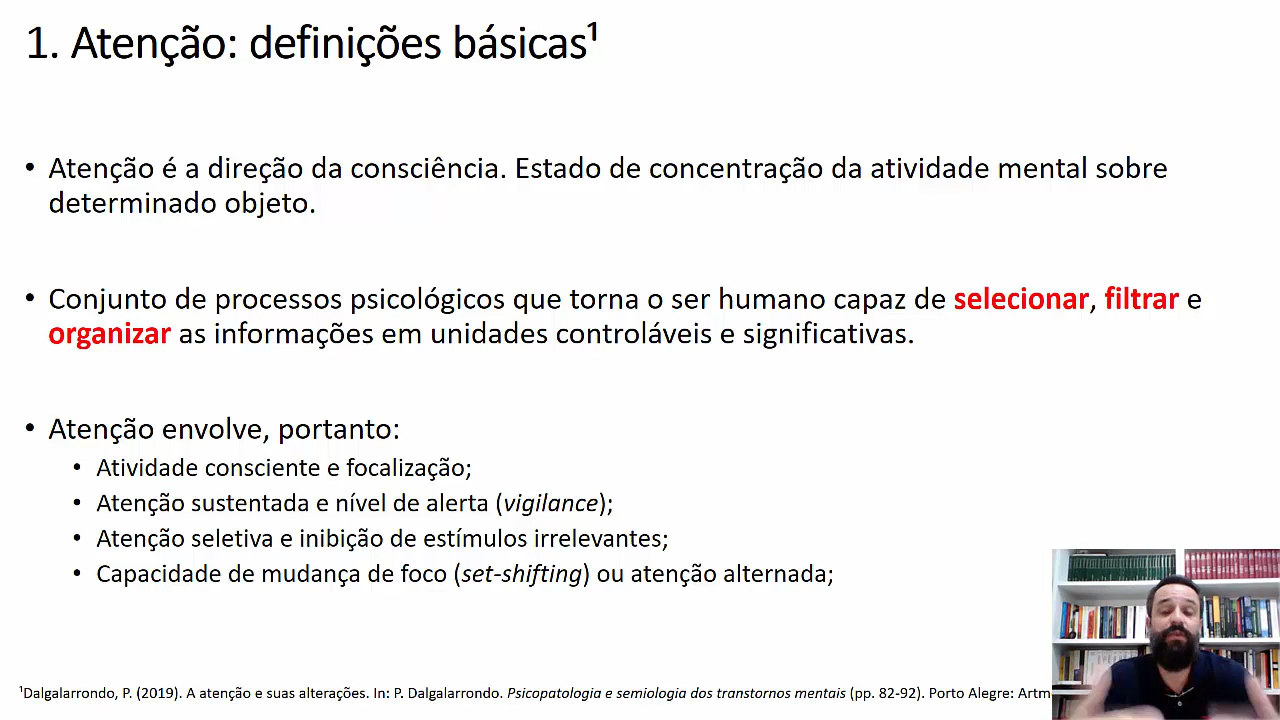 1. Atenção: definições básicas¹
• Atenção é a direção da consciência. Estado de concentração da atividade mental sobre
determinado objeto.
• Conjunto de processos psicológicos que torna o ser humano capaz de selecionar, filtrar e
organizar as informações em unidades controláveis e significativas.
• Atenção envolve, portanto:
• Atividade consciente e focalização;
• Atenção sustentada e nível de alerta (vigilance);
• Atenção seletiva e inibição de estímulos irrelevantes;
• Capacidade de mudança de foco (set-shifting) ou atenção alternada;
¹Dalgalarrondo, P. (2019). A atenção e suas alterações. In: P. Dalgalarrondo. Psicopatologia e semiologia dos transtornos mentais (pp. 82-92). Porto Alegre: